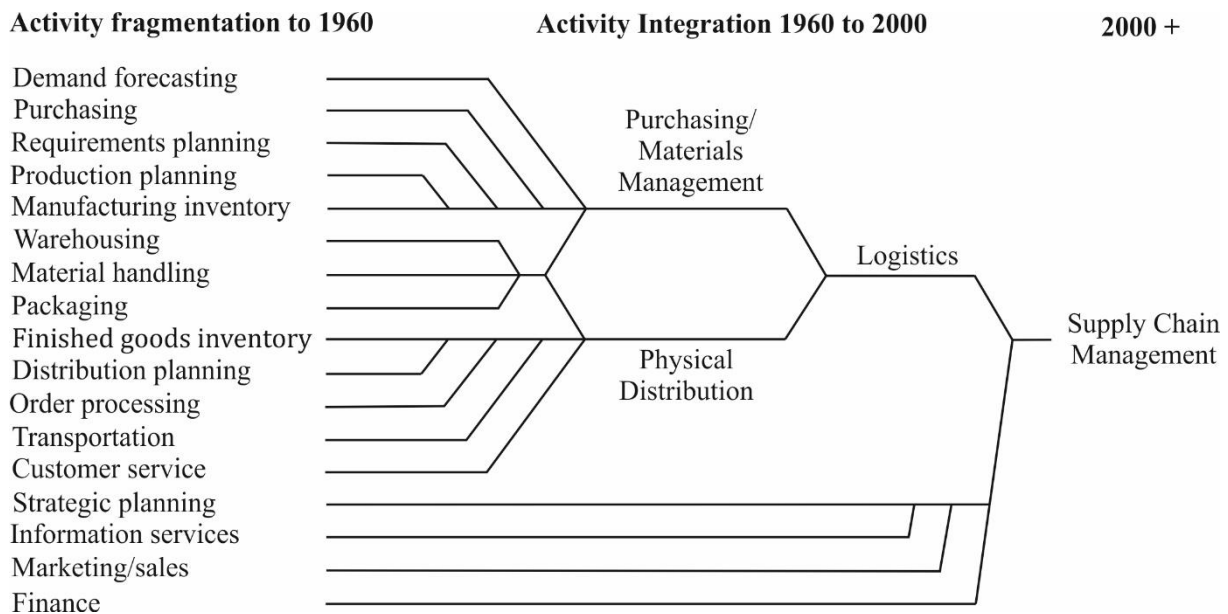 Activity fragmentation to 1960
Activity Integration 1960 to 2000
2000 +
Demand forecasting
Purchasing
Requirements planning
Production planning
Manufacturing inventory
Warehousing
Material handling
Packaging
Finished goods inventory
Distribution planning
Order processing
Transportation
Customer service
Strategic planning
Information services
Marketing/sales
Finance
Purchasing/
Materials
Management
Physical
Distribution
Logistics
Supply Chain
Management